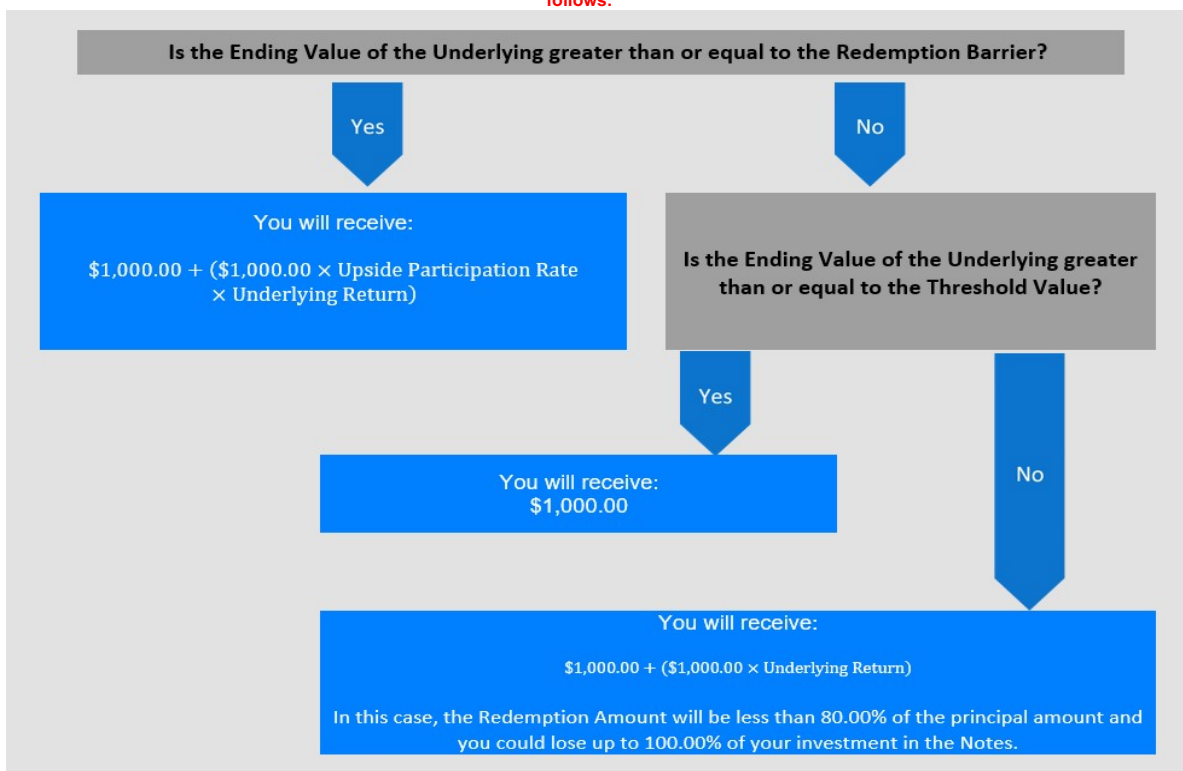 follows:
Is the Ending Value of the Underlying greater than or equal to the Redemption Barrier?
Yes
No
You will receive:
$1,000.00 + ($1,000.00 × Upside Participation Rate
× Underlying Return)
Is the Ending Value of the Underlying greater
than or equal to the Threshold Value?
Yes
No
You will receive:
$1,000.00
You will receive:
$1,000.00 + ($1,000.00 × Underlying Return)
In this case, the Redemption Amount will be less than 80.00% of the principal amount and
you could lose up to 100.00% of your investment in the Notes.